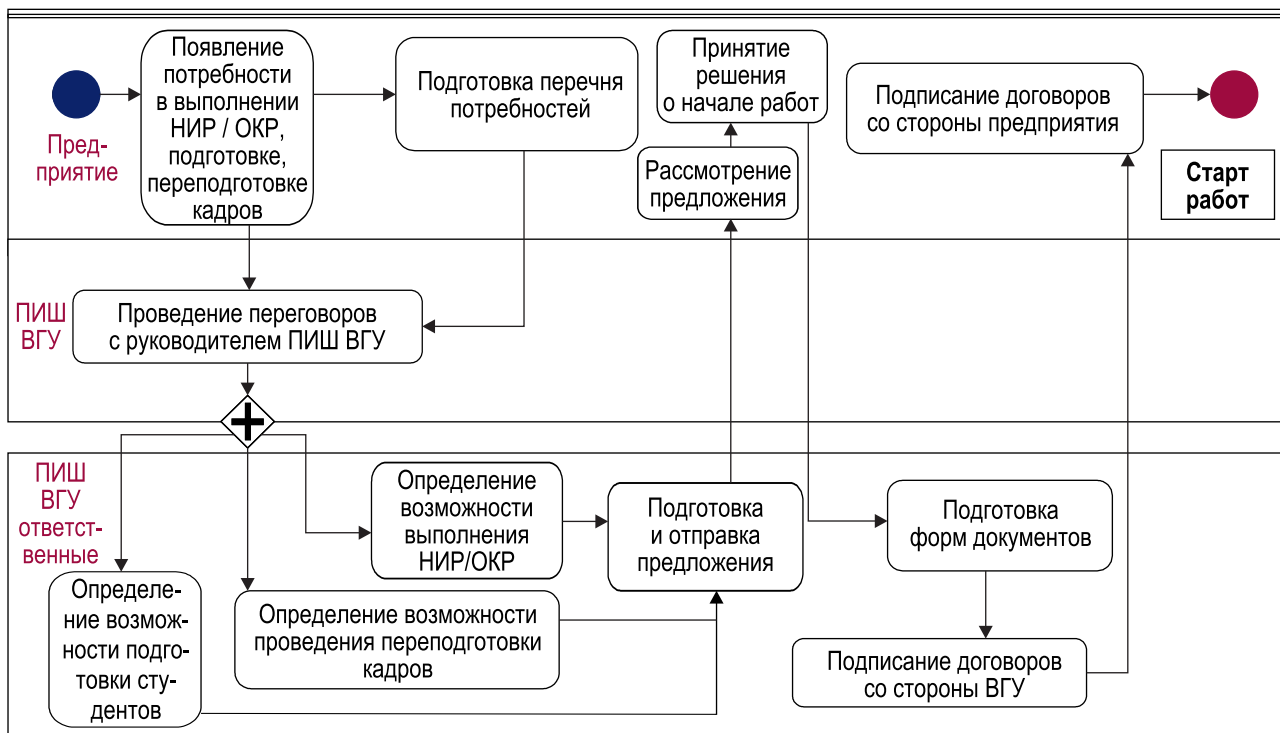 Пред-
приятие
Появление
потребности
в выполнении
НИР / ОКР,
подготовке,
переподготовке
кадров
Подготовка перечня
потребностей
Принятие
решения
о начале работ
Рассмотрение
предложения
Подписание договоров
со стороны предприятия
Старт
работ
ПИШ
ВГУ
Проведение переговоров
с руководителем ПИШ ВГУ
ПИШ
ВГУ
ответст-
венные
Определе-
ние возмож-
ности подго-
товки сту-
дентов
Определение возможности
проведения переподготовки
кадров
Определение
возможности
выполнения
НИР/ОКР
Подготовка
и отправка
предложения
Подготовка
форм документов
Подписание договоров
со стороны ВГУ